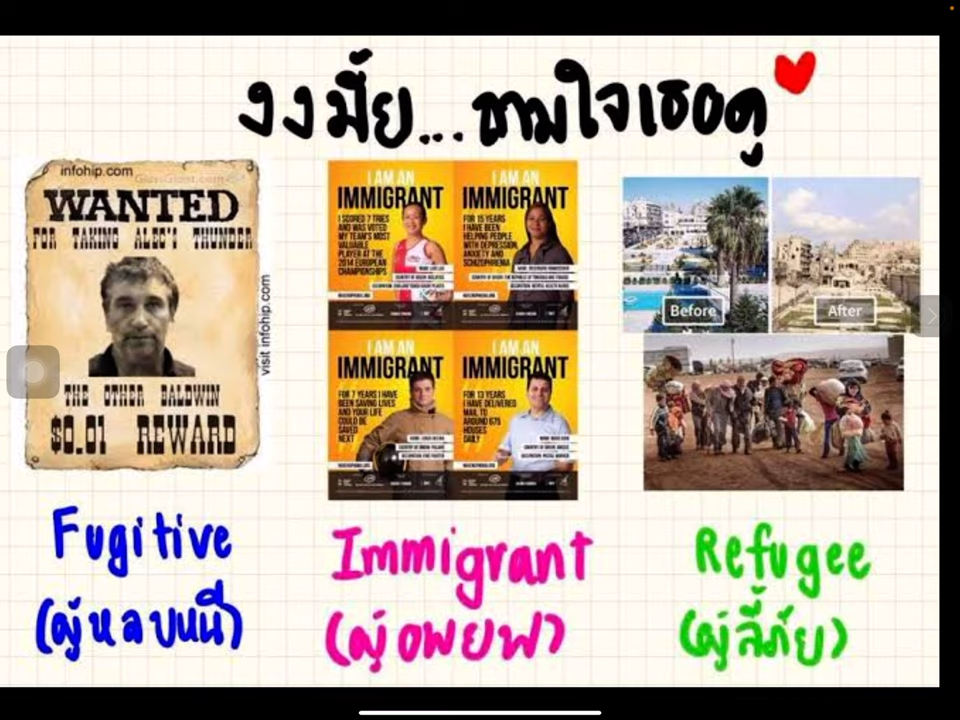 งงมั้ย...ถามใจเธอดู
infohip.com
WANTED
FOR TAKING ALEC'S THUNDER
visit infohip.com
THE OTHER BALDWIN
$0.01 REWARD
I AM AN
IMMIGRANT
I SCORED 7 TRIES
AND WAS VOTED
MY TEAM'S MOST
VALUABLE
PLAYER AT THE
2014 EUROPEAN
CHAMPIONSHIPS
I AM AN
IMMIGRANT
FOR 15 YEARS
I HAVE BEEN
HELPING PEOPLE
WITH DEPRESSION,
ANXIETY AND
SCHIZOPHRENIA
I AM AN
IMMIGRANT
FOR 7 YEARS I HAVE
BEEN SAVING LIVES
AND YOUR LIFE
COULD BE
SAVED
NEXT
I AM AN
IMMIGRANT
FOR 13 YEARS
I HAVE DELIVERED
MAIL TO
AROUND 675
HOUSES
DAILY
Before
After
Fugitive
(ผู้หลบหนี)
Immigrant
(ผู้อพยพ)
Refugee
(ผู้ลี้ภัย)